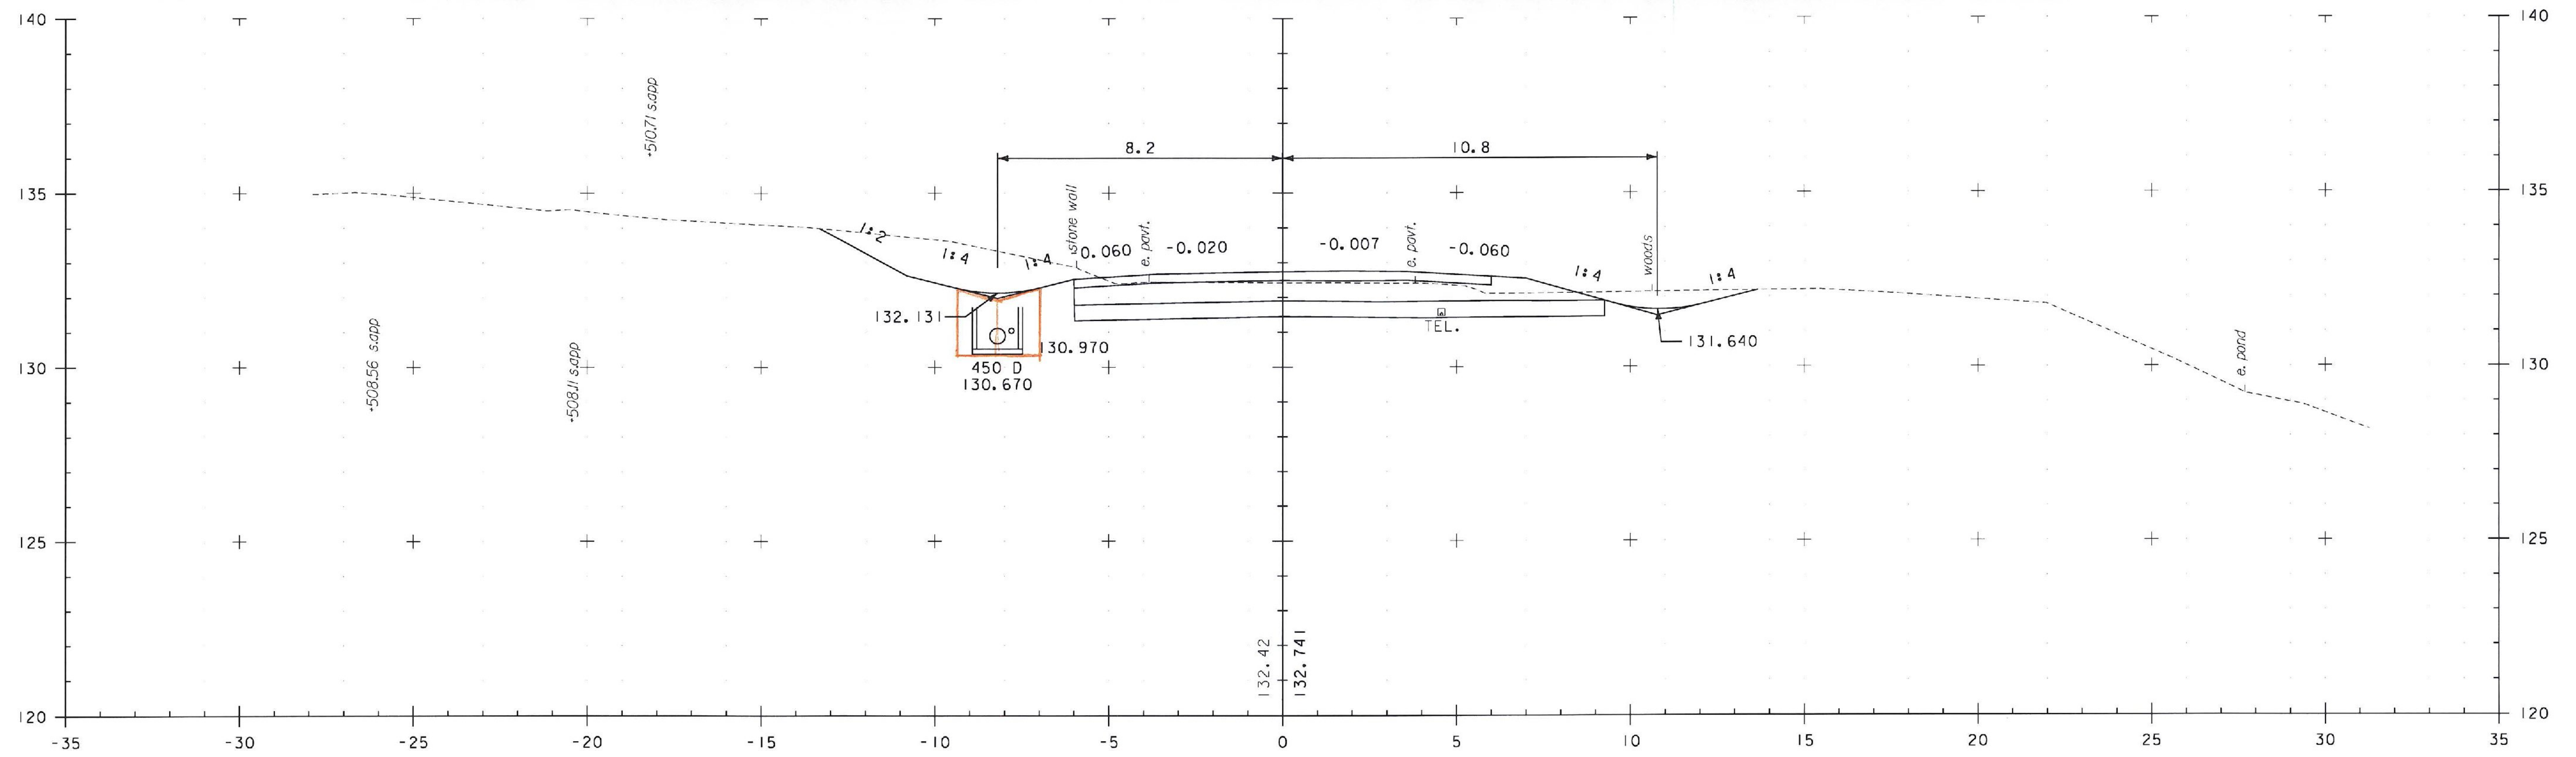 140
140
+510.71 s.app
8.2
10.8
135
135
stone wall
e. pavt.
e. pavt.
woods
1:2
1:4
1:4
-0.060
-0.020
-0.007
-0.060
1:4
1:4
132.131
TEL.
131.640
130.970
130
130
450 D
130.670
+508.56 s.app
+508.11 s.app
e. pond
125
125
132.42
132.741
120
120
-35 -30 -25 -20 -15 -10 -5 0 5 10 15 20 25 30 35